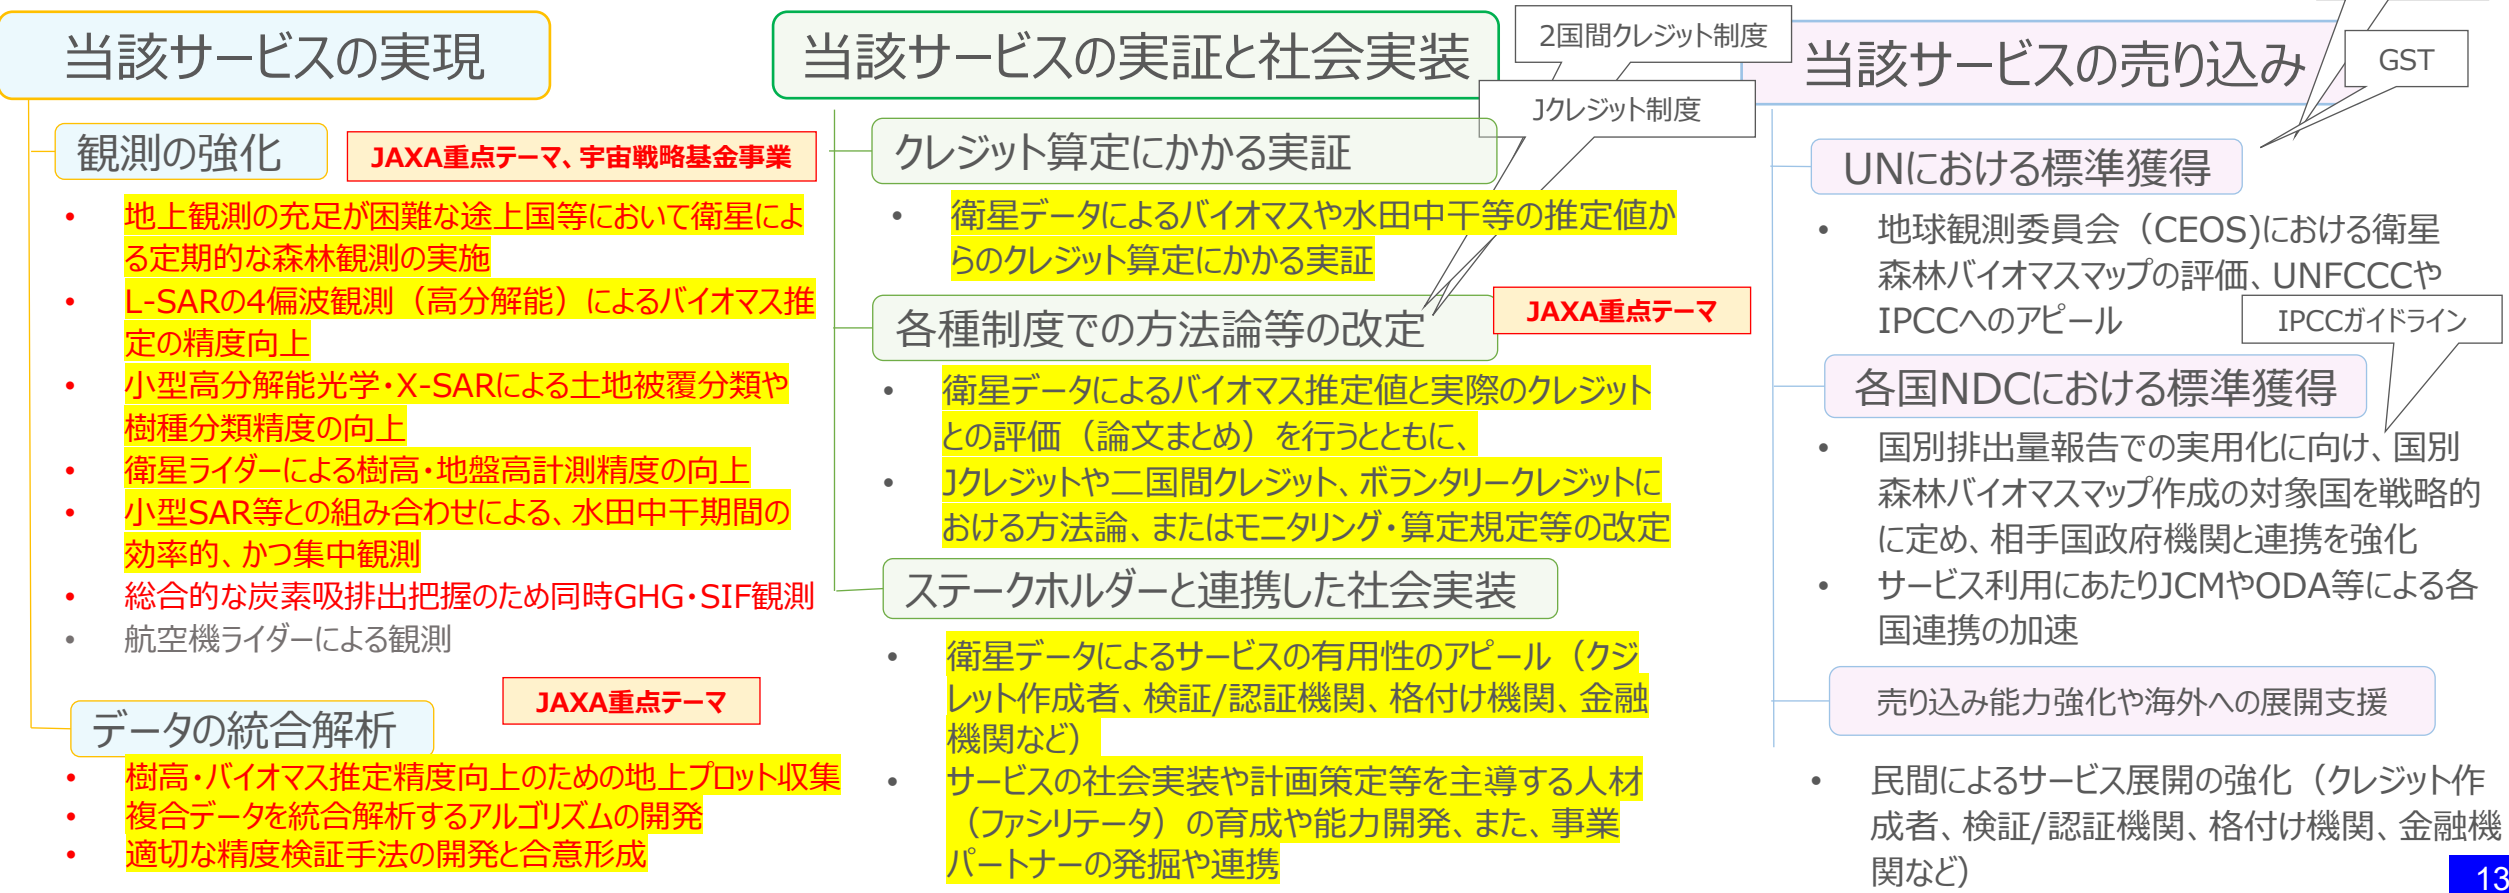 当該サービスの実現
観測の強化
JAXA重点テーマ、宇宙戦略基金事業
• 地上観測の充足が困難な途上国等において衛星によ
る定期的な森林観測の実施
• L-SARの4偏波観測（高分解能）によるバイオマス推
定の精度向上
• 小型高分解能光学・X-SARによる土地被覆分類や
樹種分類精度の向上
• 衛星ライダーによる樹高・地盤高計測精度の向上
• 小型SAR等との組み合わせによる、水田中干期間の
効率的、かつ集中観測
• 総合的な炭素吸排出把握のため同時GHG・SIF観測
• 航空機ライダーによる観測
JAXA重点テーマ
データの統合解析
• 樹高・バイオマス推定精度向上のための地上プロット収集
• 複合データを統合解析するアルゴリズムの開発
• 適切な精度検証手法の開発と合意形成
当該サービスの実証と社会実装
2国間クレジット制度
Jクレジット制度
クレジット算定にかかる実証
• 衛星データによるバイオマスや水田中干等の推定値か
らのクレジット算定にかかる実証
各種制度での方法論等の改定
JAXA重点テーマ
• 衛星データによるバイオマス推定値と実際のクレジット
との評価（論文まとめ）を行うとともに、
• Jクレジットや二国間クレジット、ボランタリークレジットに
おける方法論、またはモニタリング・算定規定等の改定
ステークホルダーと連携した社会実装
• 衛星データによるサービスの有用性のアピール（クジ
レット作成者、検証/認証機関、格付け機関、金融
機関など）
• サービスの社会実装や計画策定等を主導する人材
（ファシリテータ）の育成や能力開発、また、事業
パートナーの発掘や連携
当該サービスの売り込み
GST
UNにおける標準獲得
• 地球観測委員会（CEOS)における衛星
森林バイオマスマップの評価、UNFCCCや
IPCCへのアピール
IPCCガイドライン
各国NDCにおける標準獲得
• 国別排出量報告での実用化に向け、国別
森林バイオマスマップ作成の対象国を戦略的
に定め、相手国政府機関と連携を強化
• サービス利用にあたりJCMやODA等による各
国連携の加速
売り込み能力強化や海外への展開支援
• 民間によるサービス展開の強化（クレジット作
成者、検証/認証機関、格付け機関、金融機
関など）
13